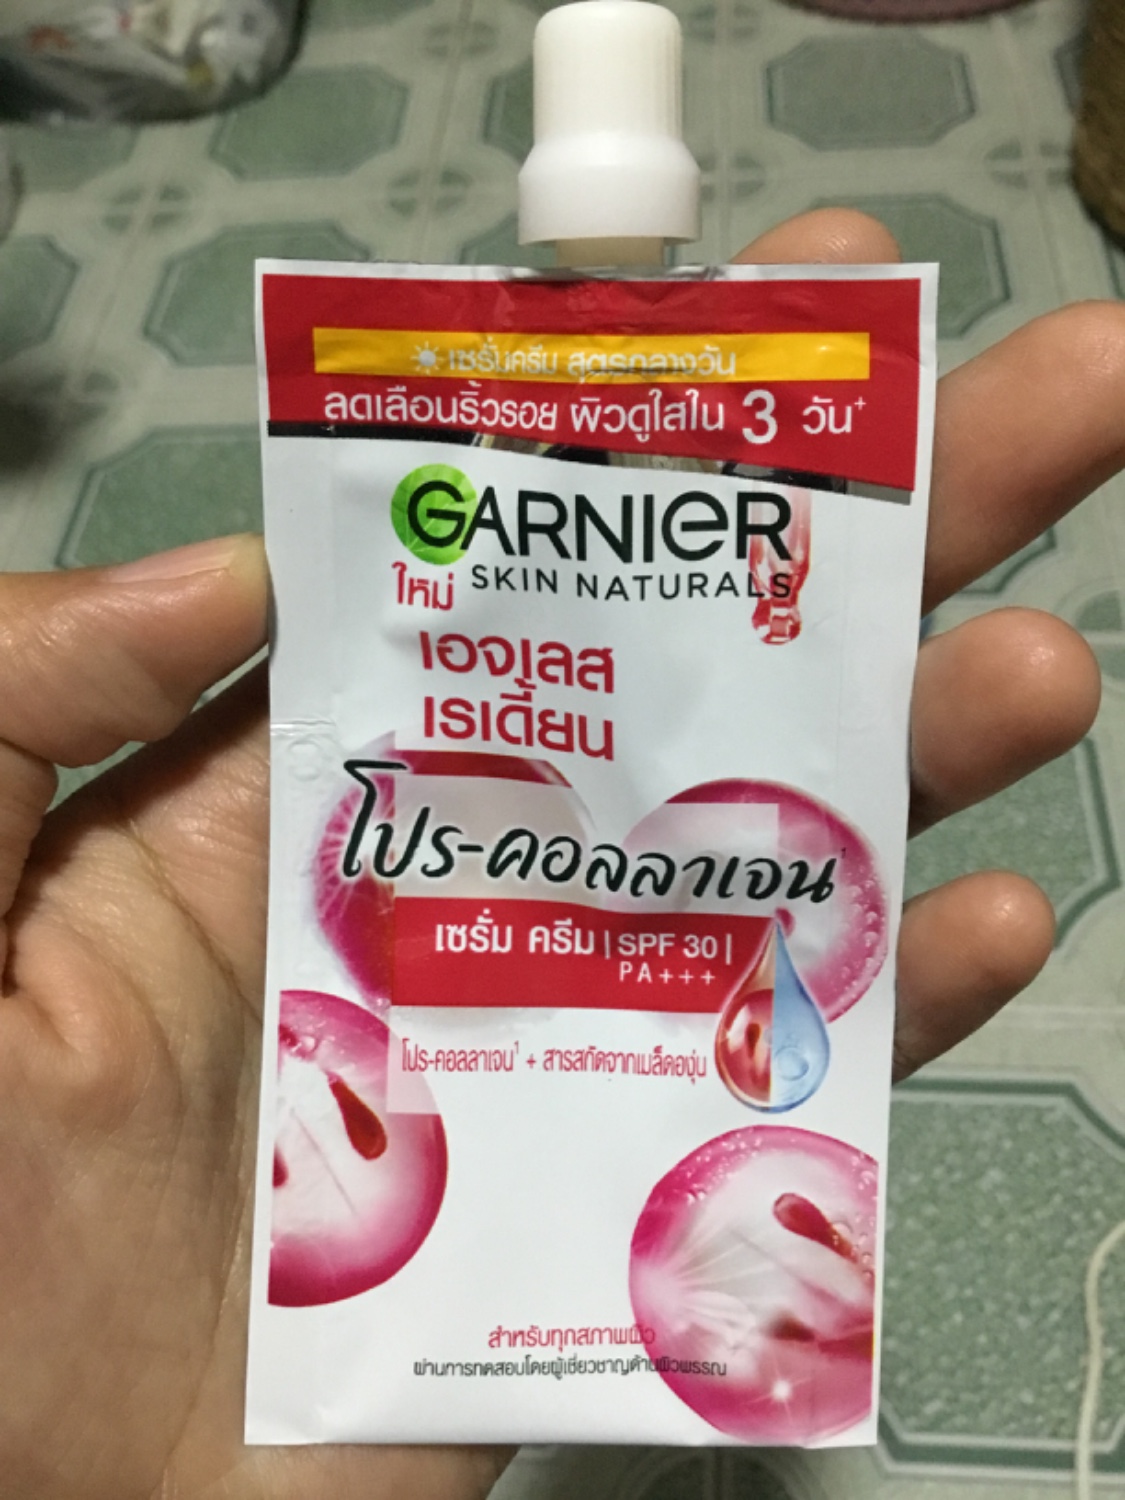 เซรั่มครีม สูตรกลางวัน
ลดเลือนริ้วรอย ผิวดูใสใน 3 วัน+
GARNIER
SKIN NATURALS
ใหม่
เอจเลส
เรเดี้ยน
โปร-คอลลาเจน¹
เซรั่ม ครีม | SPF 30 |
PA+++
โปร-คอลลาเจน¹ + สารสกัดจากเมล็ดองุ่น
สำหรับทุกสภาพผิว
ผ่านการทดสอบโดยผู้เชี่ยวชาญด้านผิวพรรณ